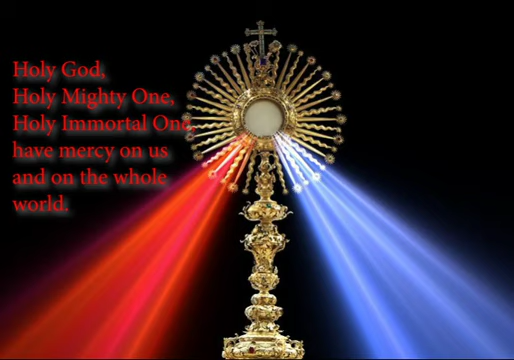 Holy God,
Holy Mighty One,
Holy Immortal One,
have mercy on us
and on the whole
world.